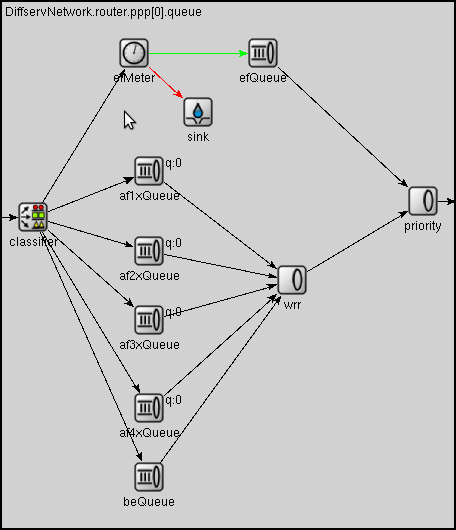 DiffservNetwork.router.ppp[0].queue
efMeter
efQueue
sink
q:0
af1xQueue
classifier
priority
q:0
af2xQueue
wrr
q:0
af3xQueue
q:0
af4xQueue
beQueue